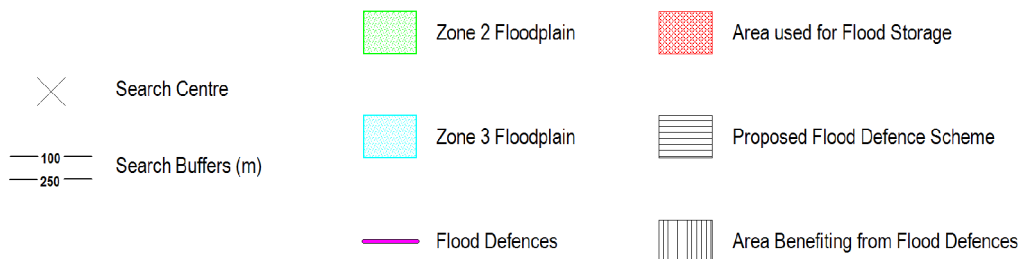 Search Centre
100
250
Search Buffers (m)
Zone 2 Floodplain
Zone 3 Floodplain
Flood Defences
Area used for Flood Storage
Proposed Flood Defence Scheme
Area Benefiting from Flood Defences